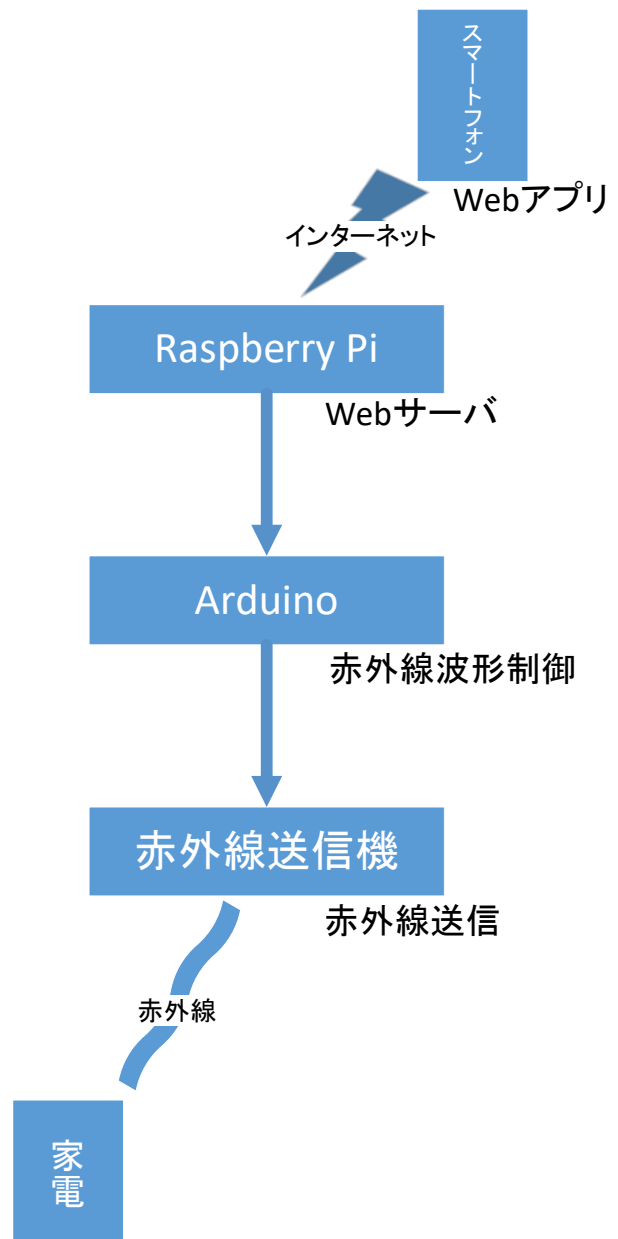 スマートフォン
Webアプリ
インターネット
Raspberry Pi
Webサーバ
Arduino
赤外線波形制御
赤外線送信機
赤外線送信
赤外線
家電